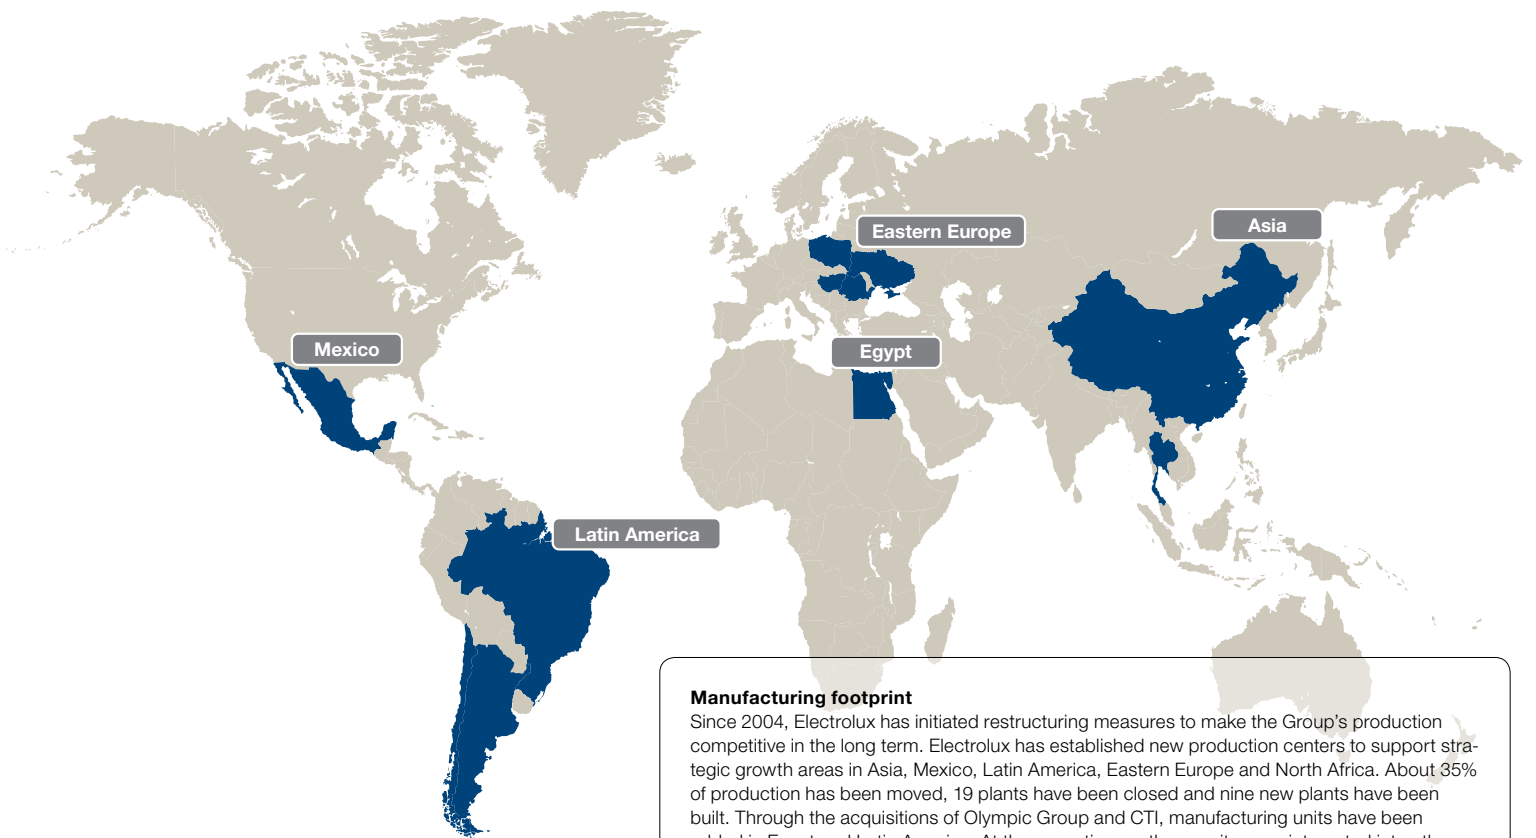 Eastern Europe
Asia
Mexico
Egypt
Latin America
Manufacturing footprint
Since 2004, Electrolux has initiated restructuring measures to make the Group's production
competitive in the long term. Electrolux has established new production centers to support stra-
tegic growth areas in Asia, Mexico, Latin America, Eastern Europe and North Africa. About 35%
of production has been moved, 19 plants have been closed and nine new plants have been
built. Through the acquisitions of Olympic Group and CTI, manufacturing units have been